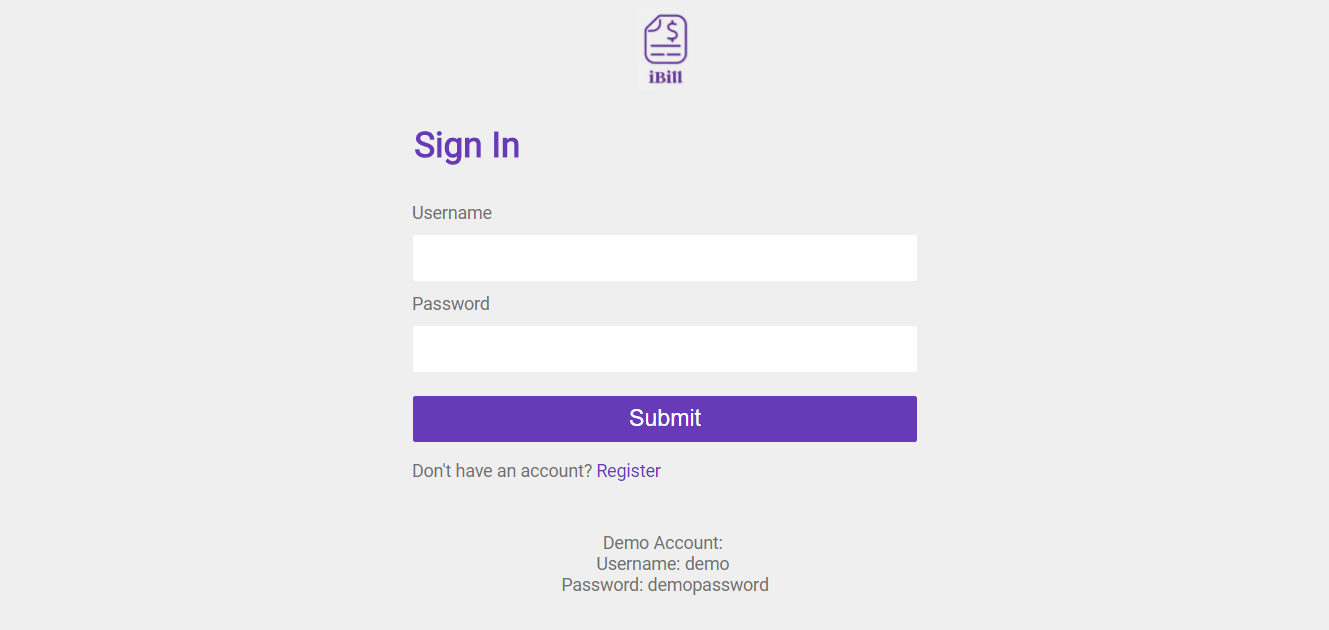 $
iBill
Sign In
Username
Password
Submit
Don't have an account? Register
Demo Account:
Username: demo
Password: demopassword